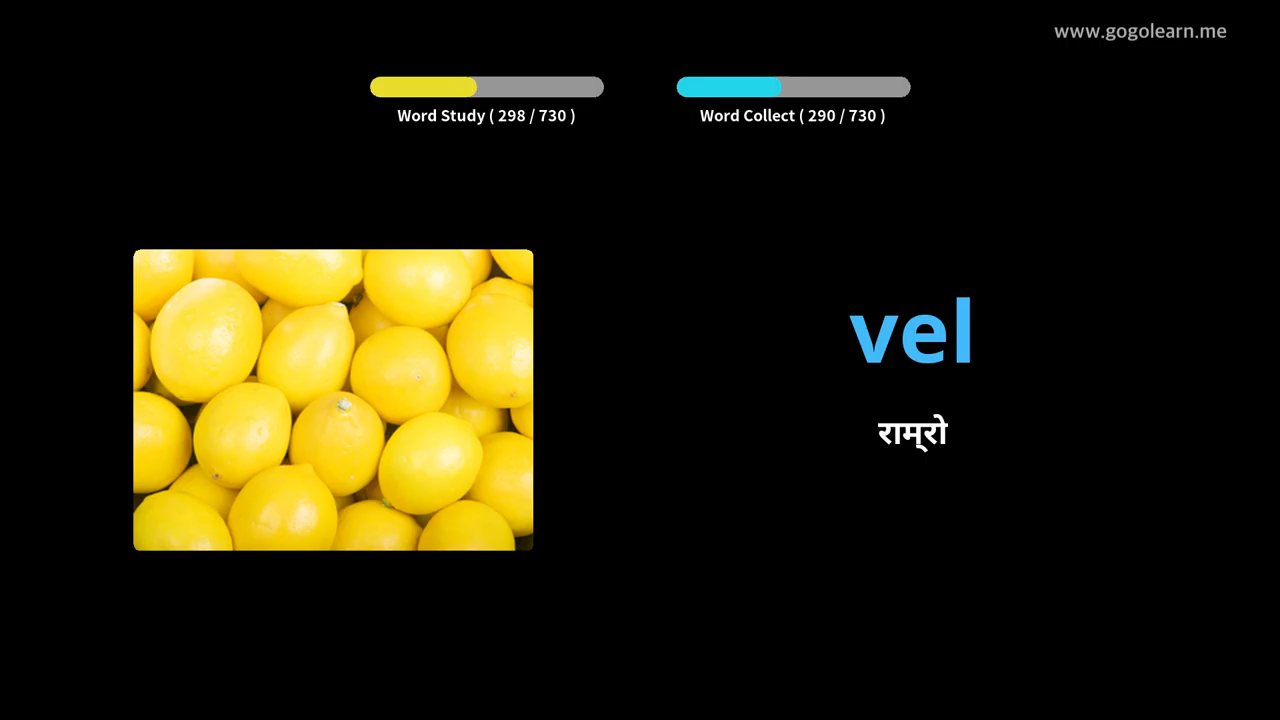 www.gogolearn.me
Word Study ( 298 / 730 )
Word Collect ( 290 / 730 )
vel
राम्रो